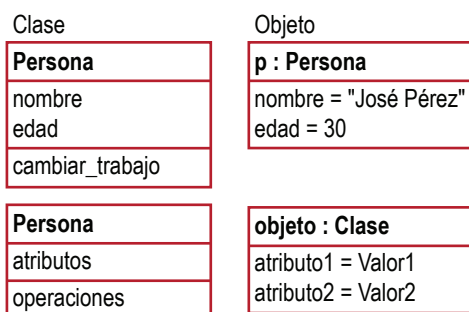 Clase
Persona
nombre
edad
cambiar_trabajo
Objeto
p : Persona
nombre = "José Pérez"
edad = 30
Persona
atributos
operaciones
objeto : Clase
atributo1 = Valor1
atributo2 = Valor2